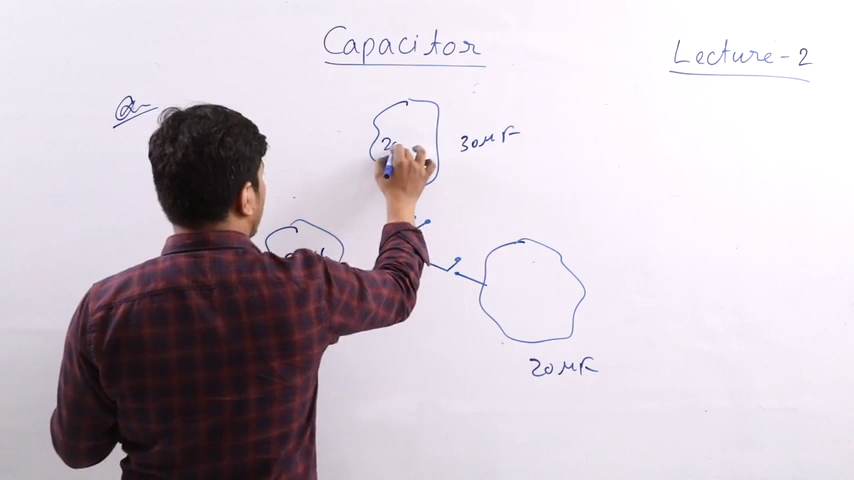 Capacitor
Lecture-2
Q-
30μF
20μF